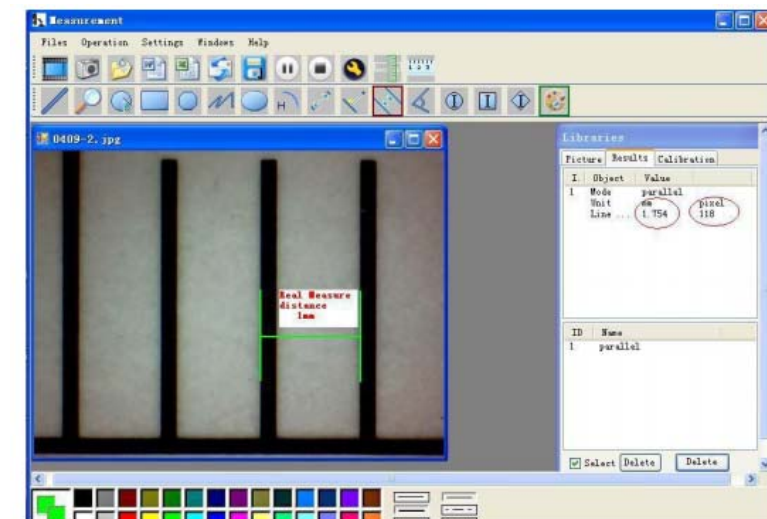 Measurement
Files Operation Settings Windows Help
0409-2.jpg
Real Measure
distance
1mm
Libraries
Picture Results Calibration
I. Object Value
1 Mode parallel
Unit mm pixel
Line ... 1.754 118
ID Name
1 parallel
Select Delete Delete